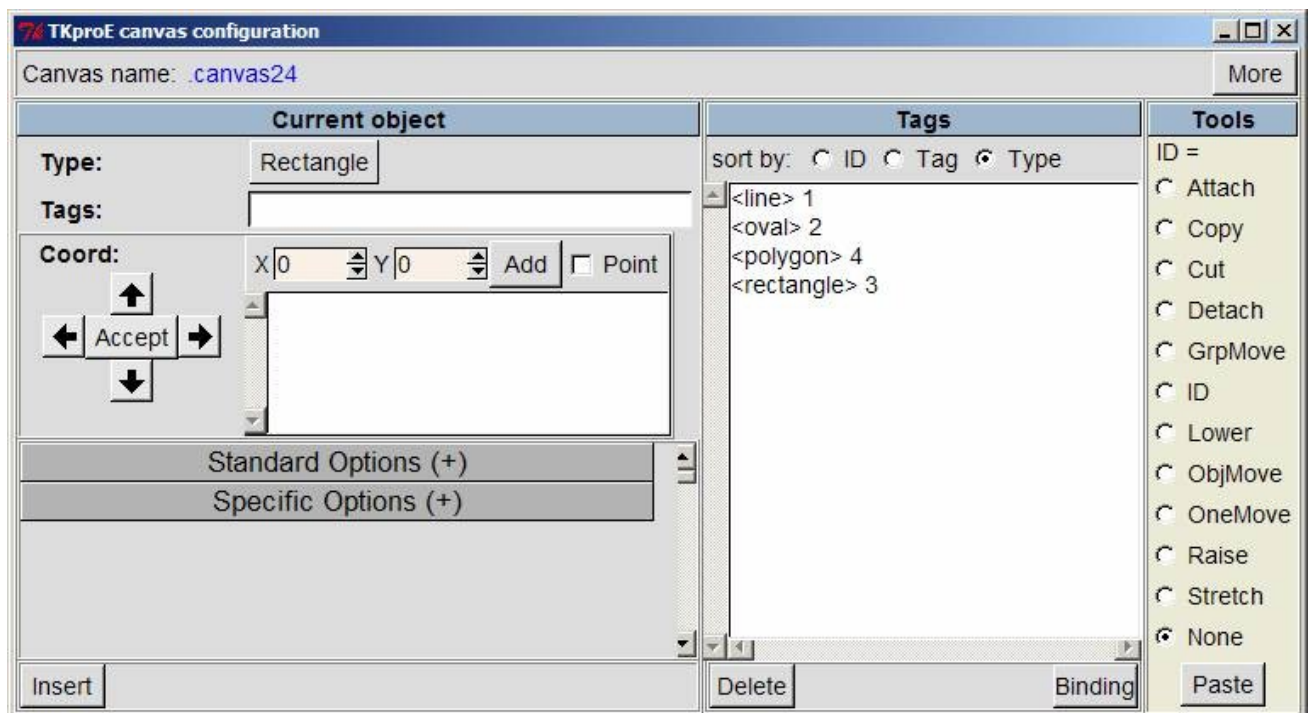 TKproE canvas configuration
Canvas name: .canvas24
More
Current object
Type:
Rectangle
Tags:
Coord:
X 0
Y 0
Add
Point
Accept
Standard Options (+)
Specific Options (+)
Insert
Tags
sort by: ID Tag Type
<line> 1
<oval> 2
<polygon> 4
<rectangle> 3
Delete
Binding
Tools
ID =
Attach
Copy
Cut
Detach
GrpMove
ID
Lower
ObjMove
OneMove
Raise
Stretch
None
Paste